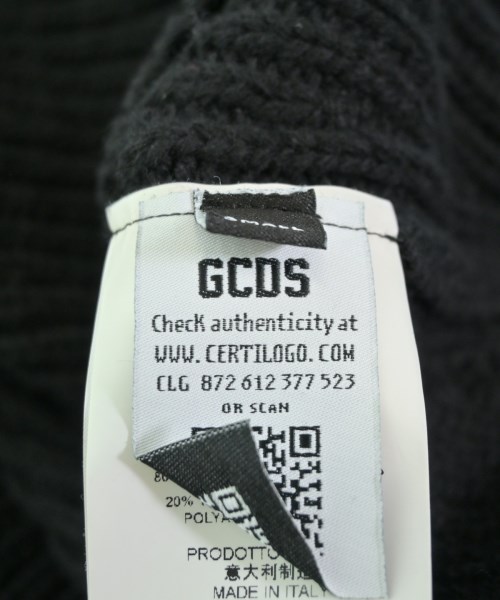 SMALL
GCDS
Check authenticity at
WWW.CERTILOGO.COM
CLG 872 612 377 523
OR SCAN
20%
PRODOTTO
意大利制造
MADE IN ITALY